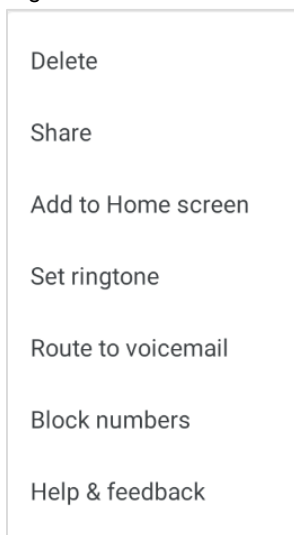 Delete
Share
Add to Home screen
Set ringtone
Route to voicemail
Block numbers
Help & feedback